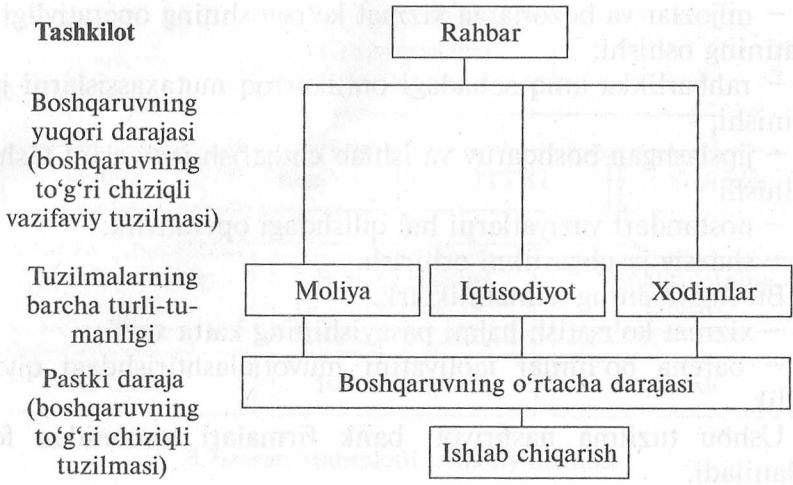 Tashkilot
Rahbar
Boshqaruvning
yuqori darajasi
(boshqaruvning
to‘g‘ri chiziqli
vazifaviy tuzilmasi)
Tuzilmalarning
barcha turli-tu-
manligi
Moliya
Iqtisodiyot
Xodimlar
Pastki daraja
(boshqaruvning
to‘g‘ri chiziqli
tuzilmasi)
Boshqaruvning o‘rtacha darajasi
Ishlab chiqarish